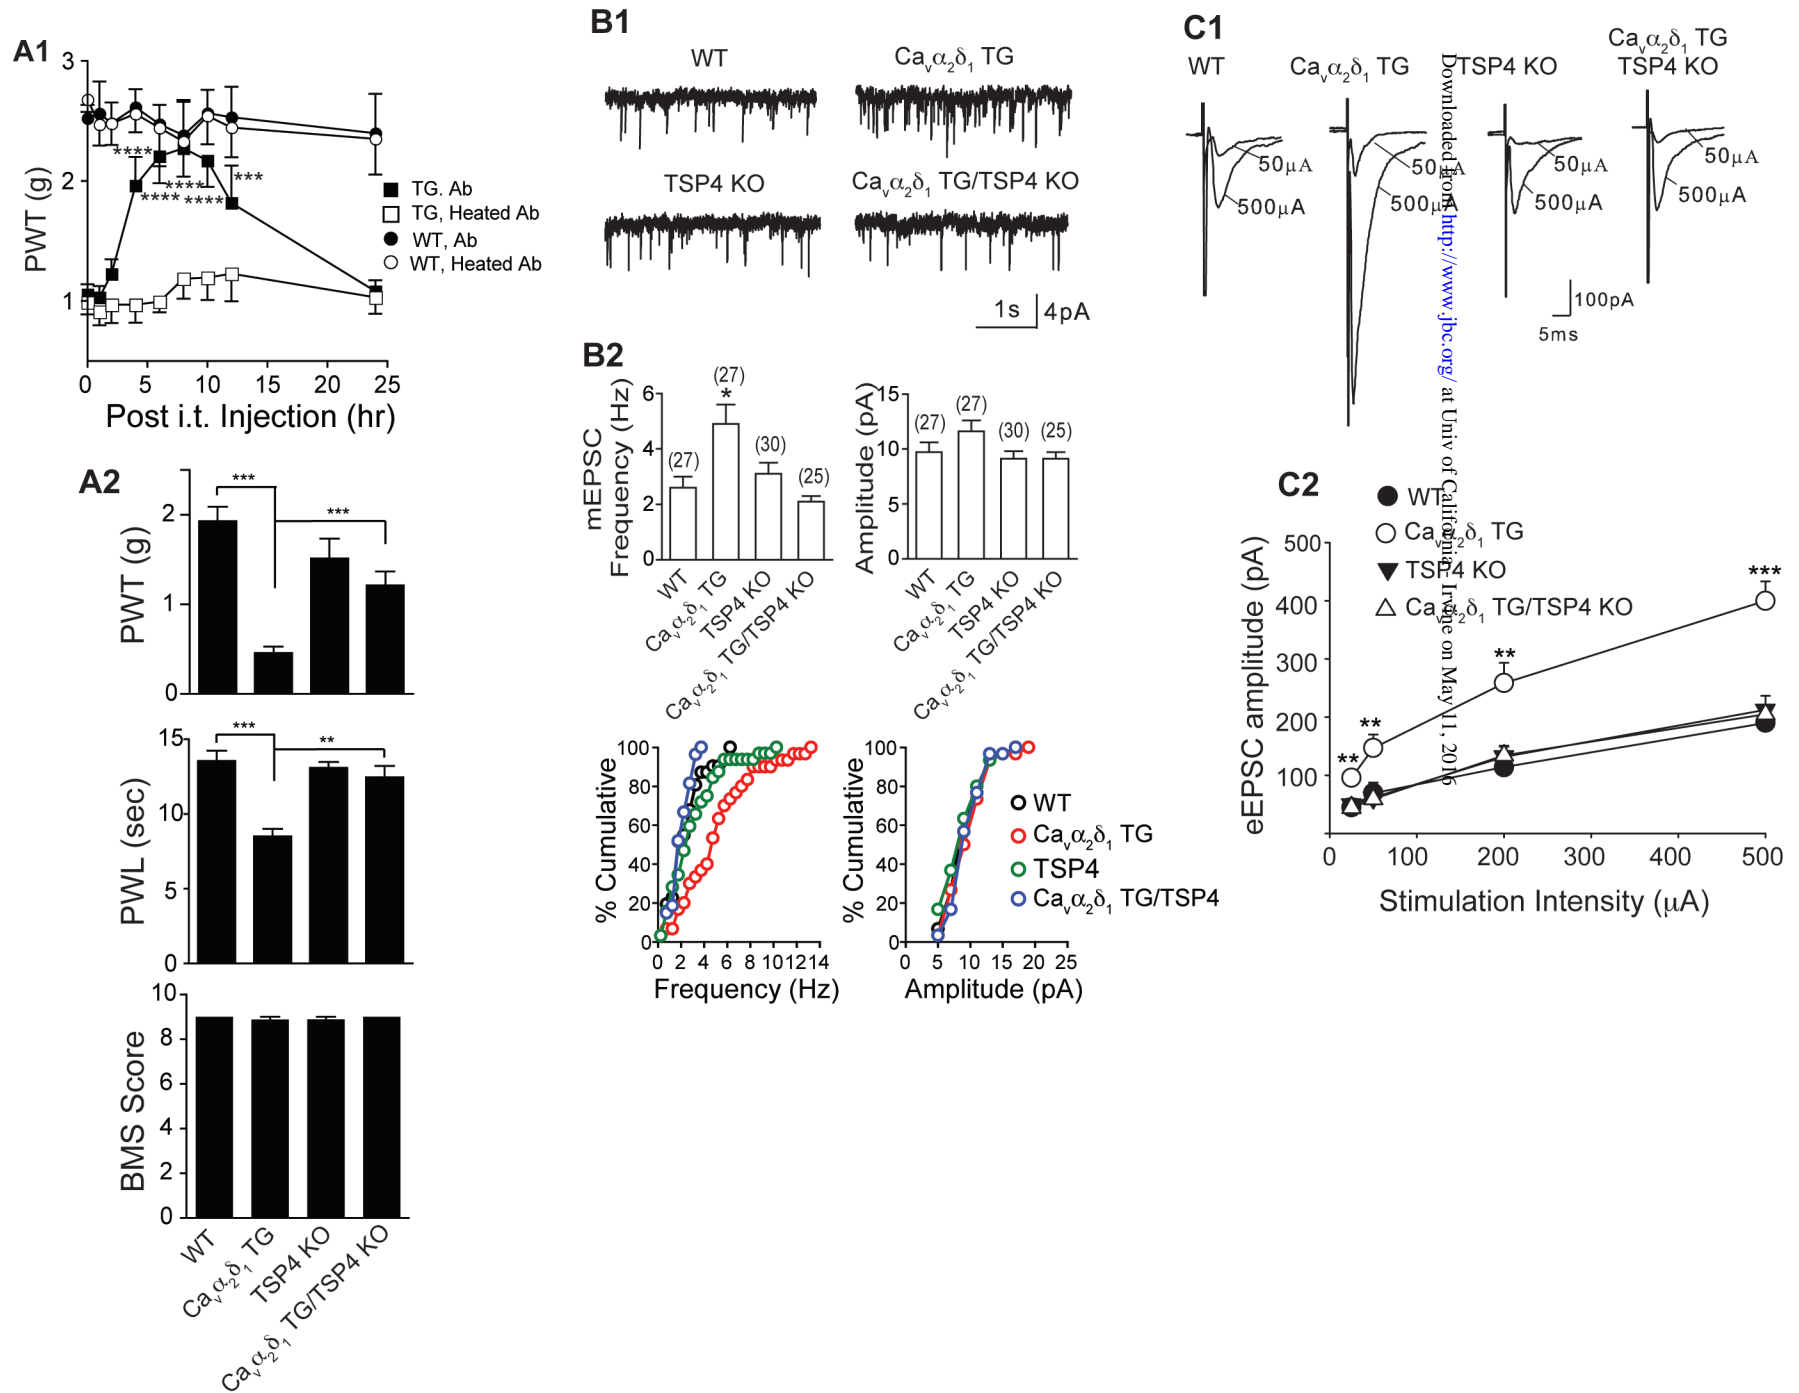 A1
3
2
1
PWT (g)
****
****
****
****
***
TG. Ab
TG, Heated Ab
WT, Ab
WT, Heated Ab
0 5 10 15 20 25
Post i.t. Injection (hr)
A2
***
***
2
1
0
PWT (g)
***
**
15
10
5
0
PWL (sec)
10
8
6
4
2
0
BMS Score
WT
Cavα2δ1 TG
TSP4 KO
Cavα2δ1 TG/TSP4 KO
B1
WT
Cavα2δ1 TG
TSP4 KO
Cavα2δ1 TG/TSP4 KO
1s
4pA
B2
mEPSC
Frequency (Hz)
6
4
2
0
(27)
(27)
*
(30)
(25)
WT
Cavα2δ1 TG
TSP4 KO
Cavα2δ1 TG/TSP4 KO
Amplitude (pA)
15
10
5
0
(27)
(27)
(30)
(25)
WT
Cavα2δ1 TG
TSP4 KO
Cavα2δ1 TG/TSP4 KO
% Cumulative
100
80
60
40
20
0
0 2 4 6 8 10 12 14
Frequency (Hz)
% Cumulative
100
80
60
40
20
0
0 5 10 15 20 25
Amplitude (pA)
WT
Cavα2δ1 TG
TSP4
Cavα2δ1 TG/TSP4
C1
WT
Cavα2δ1 TG
TSP4 KO
Cavα2δ1 TG
TSP4 KO
50μA
500μA
50μA
500μA
50μA
500μA
50μA
500μA
100pA
5ms
C2
WT
Cavα2δ1 TG
TSP4 KO
Cavα2δ1 TG/TSP4 KO
eEPSC amplitude (pA)
500
400
300
200
100
**
**
**
***
0 100 200 300 400 500
Stimulation Intensity (μA)
Downloaded from http://www.jbc.org/ at Univ of California - Irvine on May 11, 2016